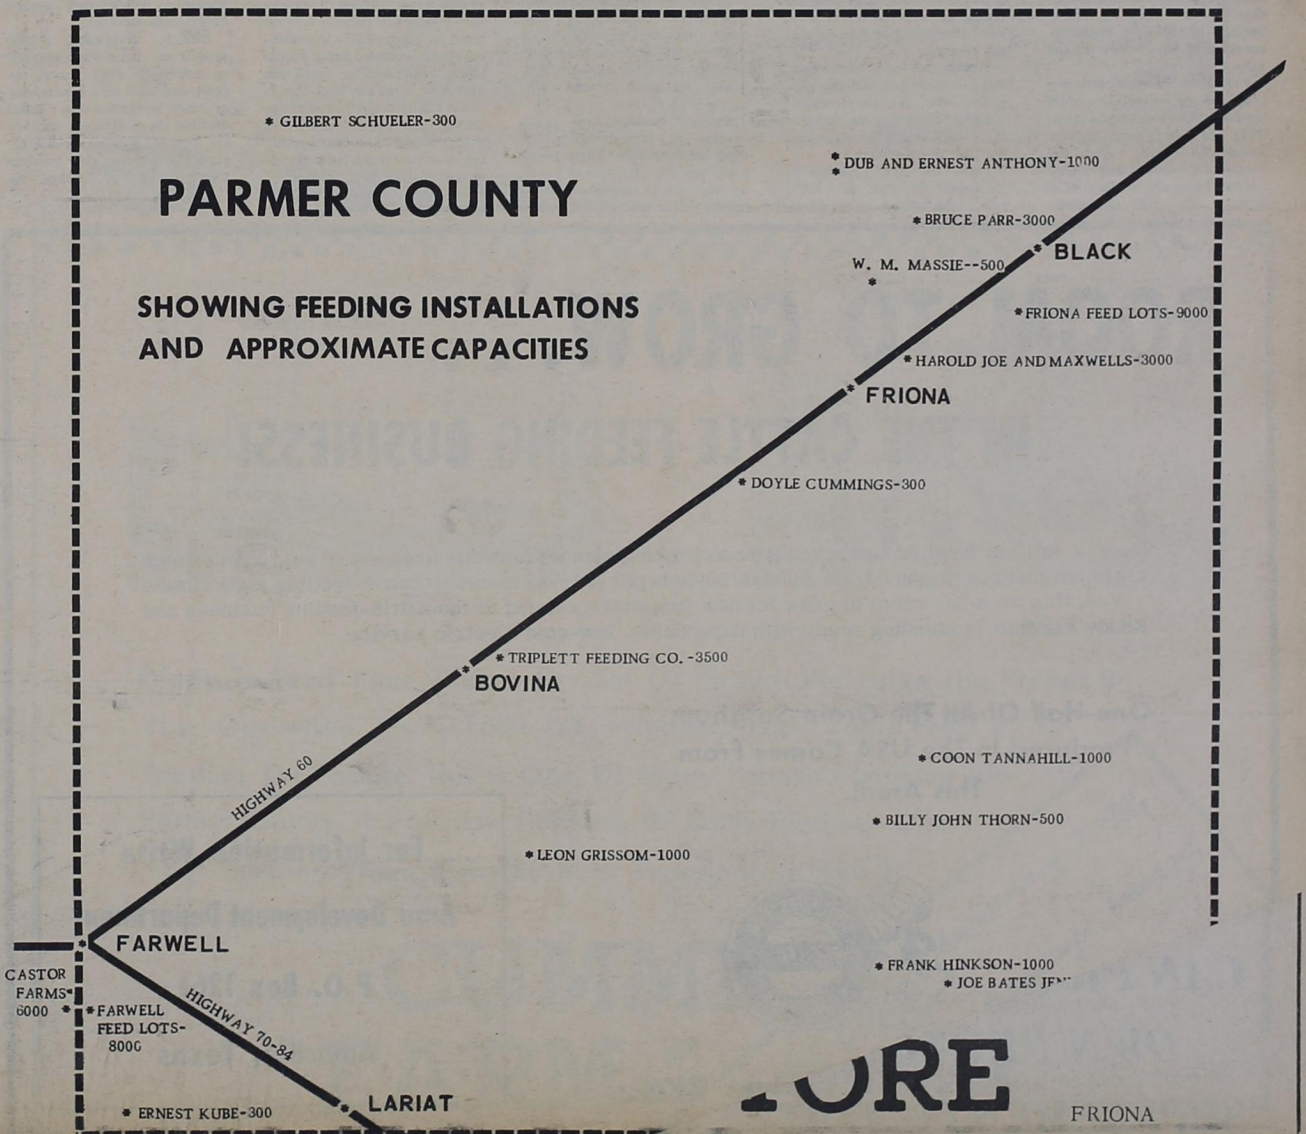 * GILBERT SCHUELER-300
* DUB AND ERNEST ANTHONY-1000
*
PARMER COUNTY
* BRUCE PARR-3000
* BLACK
W. M. MASSIE--500
*
SHOWING FEEDING INSTALLATIONS
AND APPROXIMATE CAPACITIES
* FRIONA FEED LOTS-9000
* HAROLD JOE AND MAXWELLS-3000
* FRIONA
* DOYLE CUMMINGS-300
* TRIPLETT FEEDING CO. -3500
* BOVINA
HIGHWAY 60
* COON TANNAHILL-1000
* BILLY JOHN THORN-500
* LEON GRISSOM-1000
* FARWELL
CASTOR
FARMS-
6000 *
* FARWELL
FEED LOTS-
8000
HIGHWAY 70-84
* FRANK HINKSON-1000
* JOE BATES
* LARIAT
* ERNEST KUBE-300
ORE
FRIONA